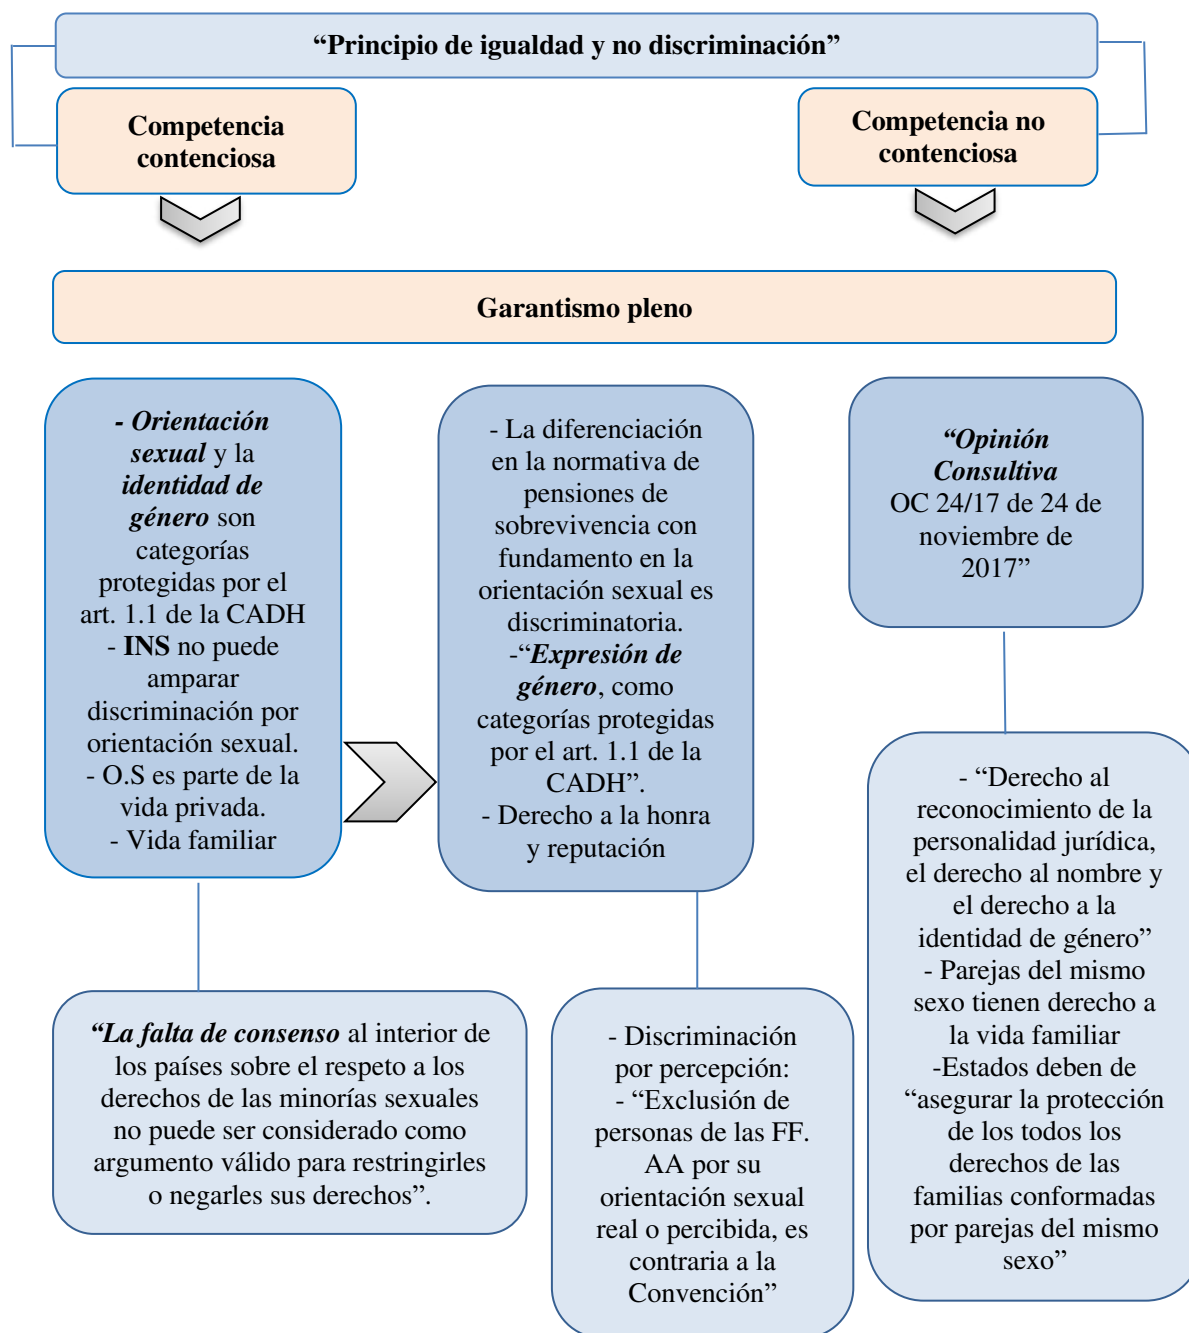 “Principio de igualdad y no discriminación”
Competencia
contenciosa
Competencia no
contenciosa
Garantismo pleno
- Orientación
sexual y la
identidad de
género son
categorías
protegidas por el
art. 1.1 de la CADH
- INS no puede
amparar
discriminación por
orientación sexual.
- O.S es parte de la
vida privada.
- Vida familiar
- La diferenciación
en la normativa de
pensiones de
sobrevivencia con
fundamento en la
orientación sexual es
discriminatoria.
-“Expresión de
género, como
categorías protegidas
por el art. 1.1 de la
CADH”.
- Derecho a la honra
y reputación
“Opinión
Consultiva
OC 24/17 de 24 de
noviembre de
2017”
“La falta de consenso al interior de
los países sobre el respeto a los
derechos de las minorías sexuales
no puede ser considerado como
argumento válido para restringirles
o negarles sus derechos”.
- Discriminación
por percepción:
- “Exclusión de
personas de las FF.
AA por su
orientación sexual
real o percibida, es
contraria a la
Convención”
- “Derecho al
reconocimiento de la
personalidad jurídica,
el derecho al nombre y
el derecho a la
identidad de género”
- Parejas del mismo
sexo tienen derecho a
la vida familiar
-Estados deben de
“asegurar la protección
de los todos los
derechos de las
familias conformadas
por parejas del mismo
sexo”